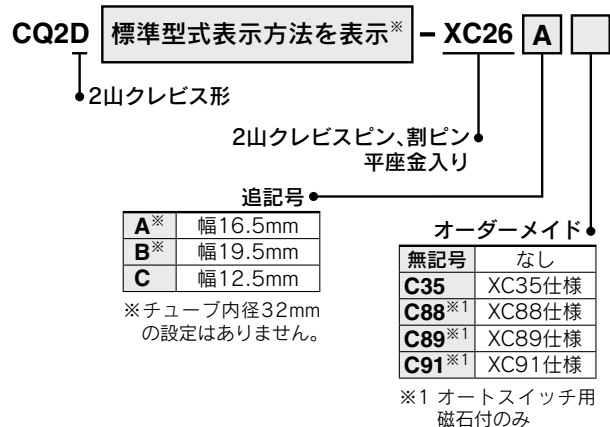 CQ2D 標準型式表示方法を表示※ - XC26 A
2山クレビス形
2山クレビスピン、割ピン
平座金入り
追記号
A※ 幅16.5mm
B※ 幅19.5mm
C 幅12.5mm
※チューブ内径32mm
の設定はありません。
オーダーメイド
無記号 なし
C35 XC35仕様
C88※1 XC88仕様
C89※1 XC89仕様
C91※1 XC91仕様
※1 オートスイッチ用
磁石付のみ